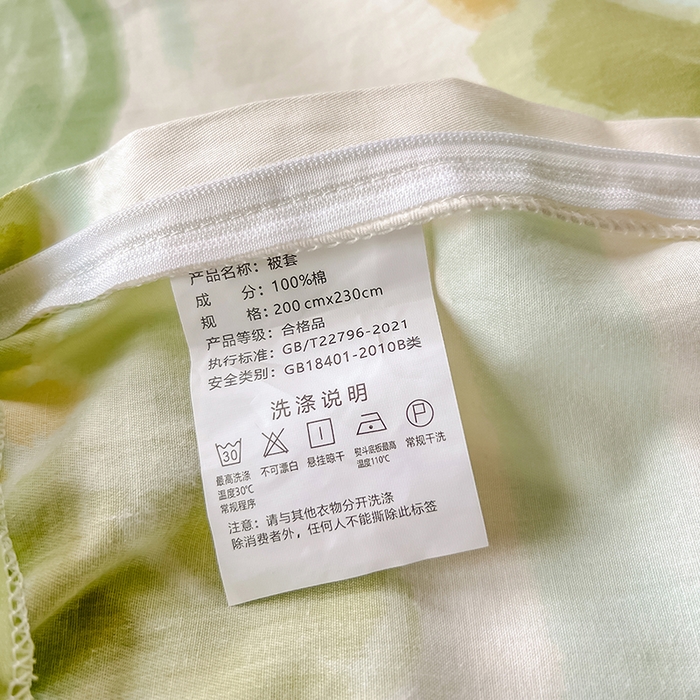 产品名称：被套
成 分：100%棉
规 格：200 cmx230cm
产品等级：合格品
执行标准：GB/T22796-2021
安全类别：GB18401-2010B类
洗涤说明
30
P
最高洗涤
温度30℃
常规程序
不可漂白
悬挂晾干
熨斗底板最高
温度110℃
常规干洗
注意：请与其他衣物分开洗涤
除消费者外，任何人不能撕除此标签